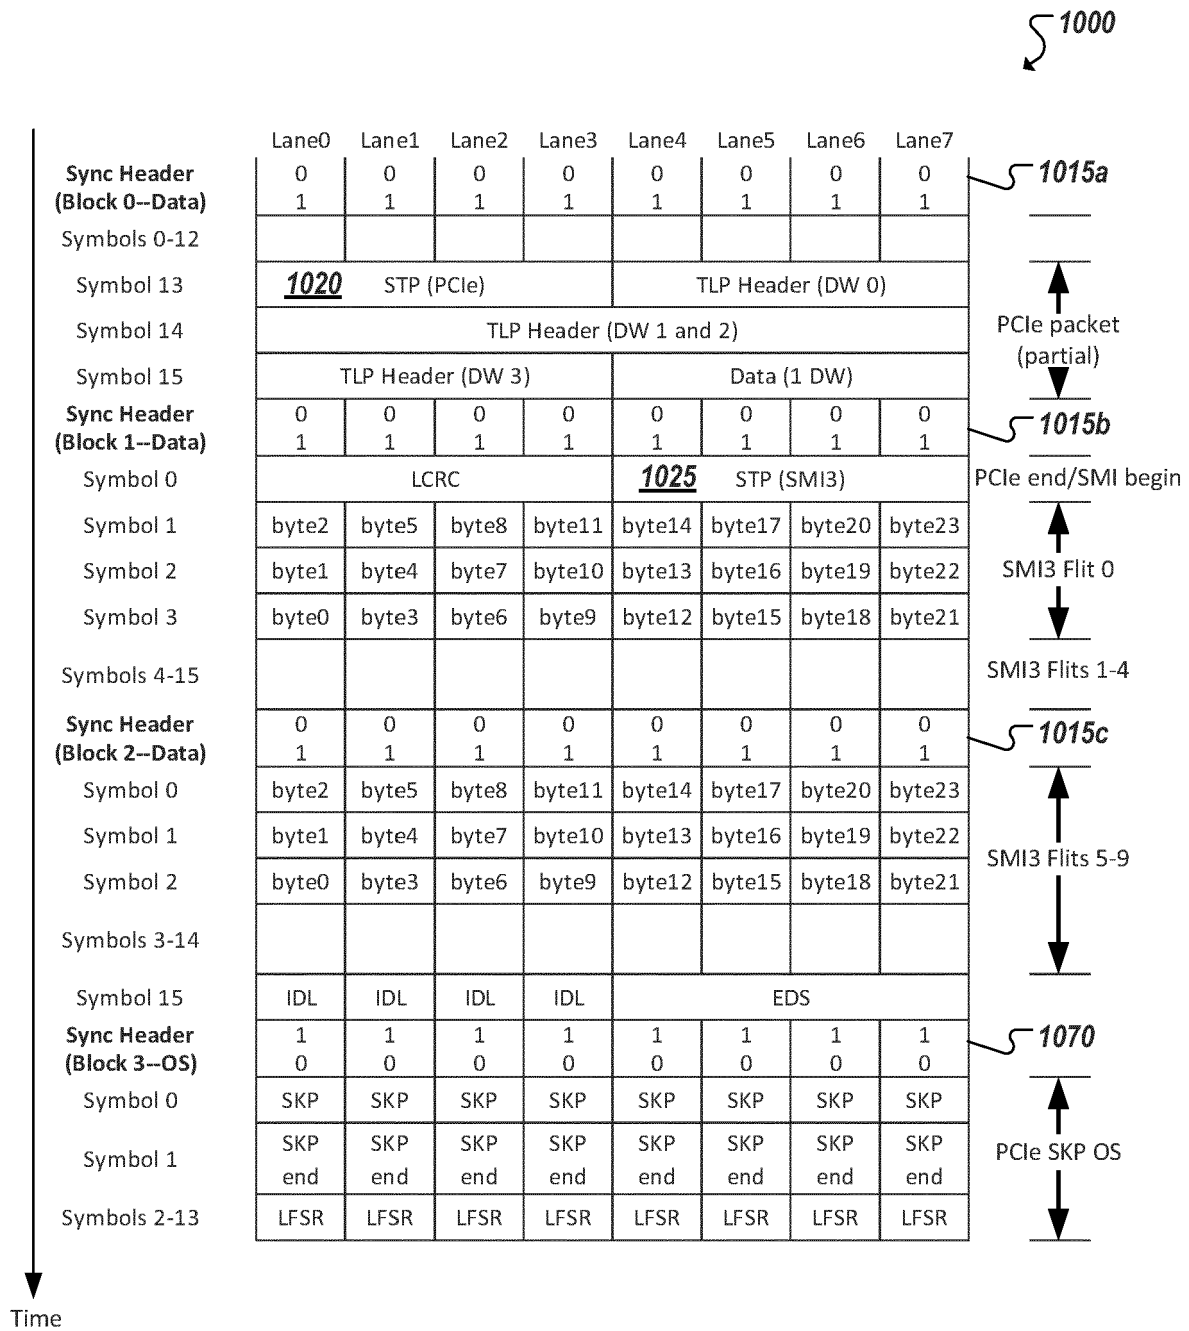 1000
Lane0 Lane1 Lane2 Lane3 Lane4 Lane5 Lane6 Lane7
Sync Header 0 0 0 0 0 0 0 0 1015a
(Block 0--Data) 1 1 1 1 1 1 1 1
Symbols 0-12
Symbol 13 1020 STP (PCIe) TLP Header (DW 0)
Symbol 14 TLP Header (DW 1 and 2) PCIe packet
(partial)
Symbol 15 TLP Header (DW 3) Data (1 DW)
Sync Header 0 0 0 0 0 0 0 0 1015b
(Block 1--Data) 1 1 1 1 1 1 1 1
Symbol 0 LCRC 1025 STP (SMI3) PCIe end/SMI begin
Symbol 1 byte2 byte5 byte8 byte11 byte14 byte17 byte20 byte23
Symbol 2 byte1 byte4 byte7 byte10 byte13 byte16 byte19 byte22 SMI3 Flit 0
Symbol 3 byte0 byte3 byte6 byte9 byte12 byte15 byte18 byte21
Symbols 4-15 SMI3 Flits 1-4
Sync Header 0 0 0 0 0 0 0 0 1015c
(Block 2--Data) 1 1 1 1 1 1 1 1
Symbol 0 byte2 byte5 byte8 byte11 byte14 byte17 byte20 byte23
Symbol 1 byte1 byte4 byte7 byte10 byte13 byte16 byte19 byte22 SMI3 Flits 5-9
Symbol 2 byte0 byte3 byte6 byte9 byte12 byte15 byte18 byte21
Symbols 3-14
Symbol 15 IDL IDL IDL IDL EDS
Sync Header 1 1 1 1 1 1 1 1 1070
(Block 3--OS) 0 0 0 0 0 0 0 0
Symbol 0 SKP SKP SKP SKP SKP SKP SKP SKP
Symbol 1 SKP SKP SKP SKP SKP SKP SKP SKP PCIe SKP OS
end end end end end end end end
Symbols 2-13 LFSR LFSR LFSR LFSR LFSR LFSR LFSR LFSR
Time